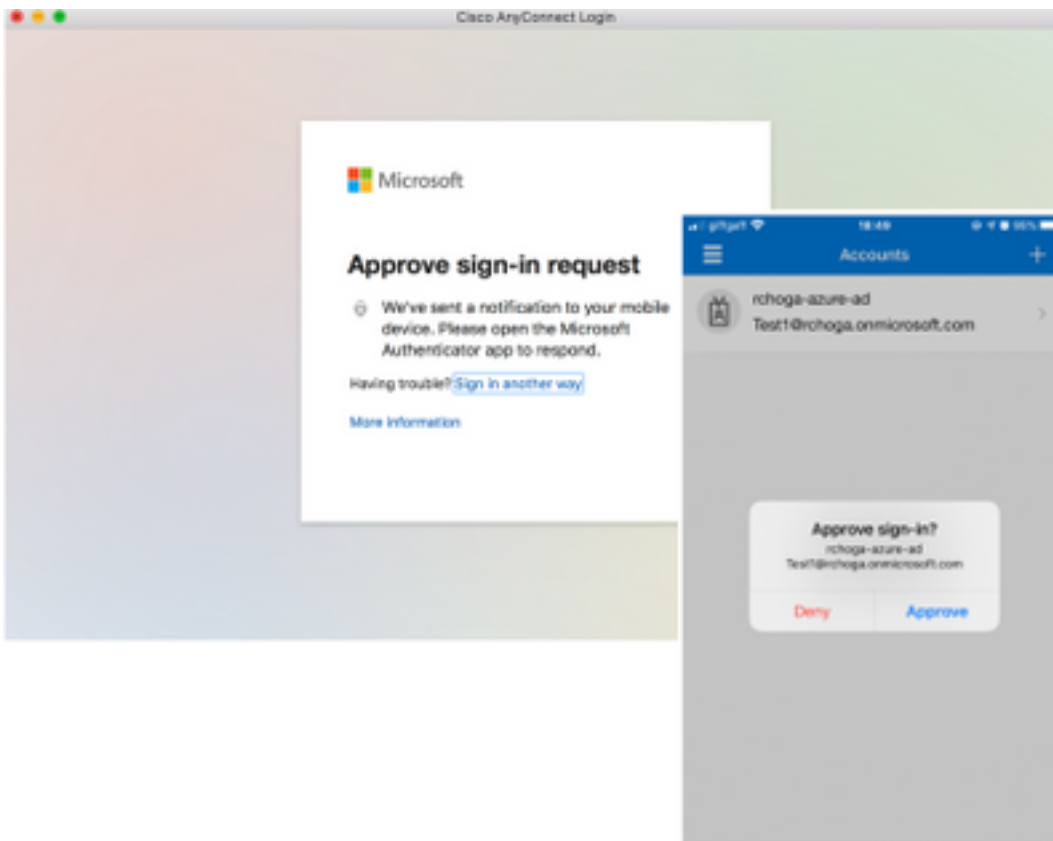 Cisco AnyConnect Login
Microsoft
Approve sign-in request
We've sent a notification to your mobile
device. Please open the Microsoft
Authenticator app to respond.
Having trouble? Sign in another way
More information
giffgaff
18:49
95%
Accounts
rchoga-azure-ad
Test1@rchoga.onmicrosoft.com
Approve sign-in?
rchoga-azure-ad
Test1@rchoga.onmicrosoft.com
Deny
Approve